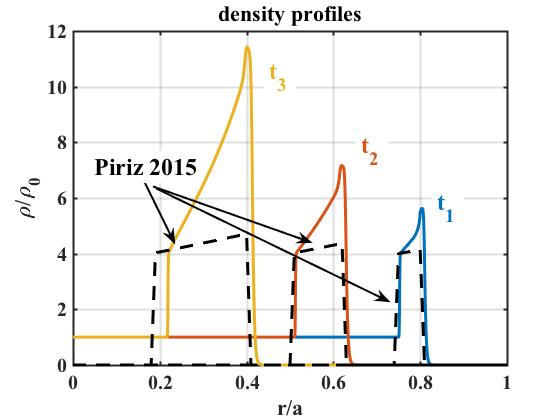 density profiles
12
10
8
6
4
2
0
ρ/ρ0
t3
t2
t1
Piriz 2015
0 0.2 0.4 0.6 0.8 1
r/a